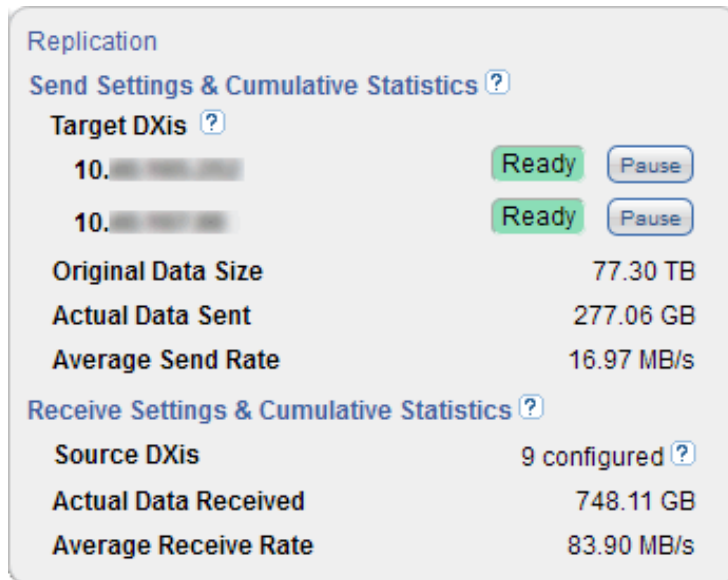 Replication
Send Settings & Cumulative Statistics ?
Target DXis ?
10. Ready Pause
10. Ready Pause
Original Data Size 77.30 TB
Actual Data Sent 277.06 GB
Average Send Rate 16.97 MB/s
Receive Settings & Cumulative Statistics ?
Source DXis 9 configured ?
Actual Data Received 748.11 GB
Average Receive Rate 83.90 MB/s